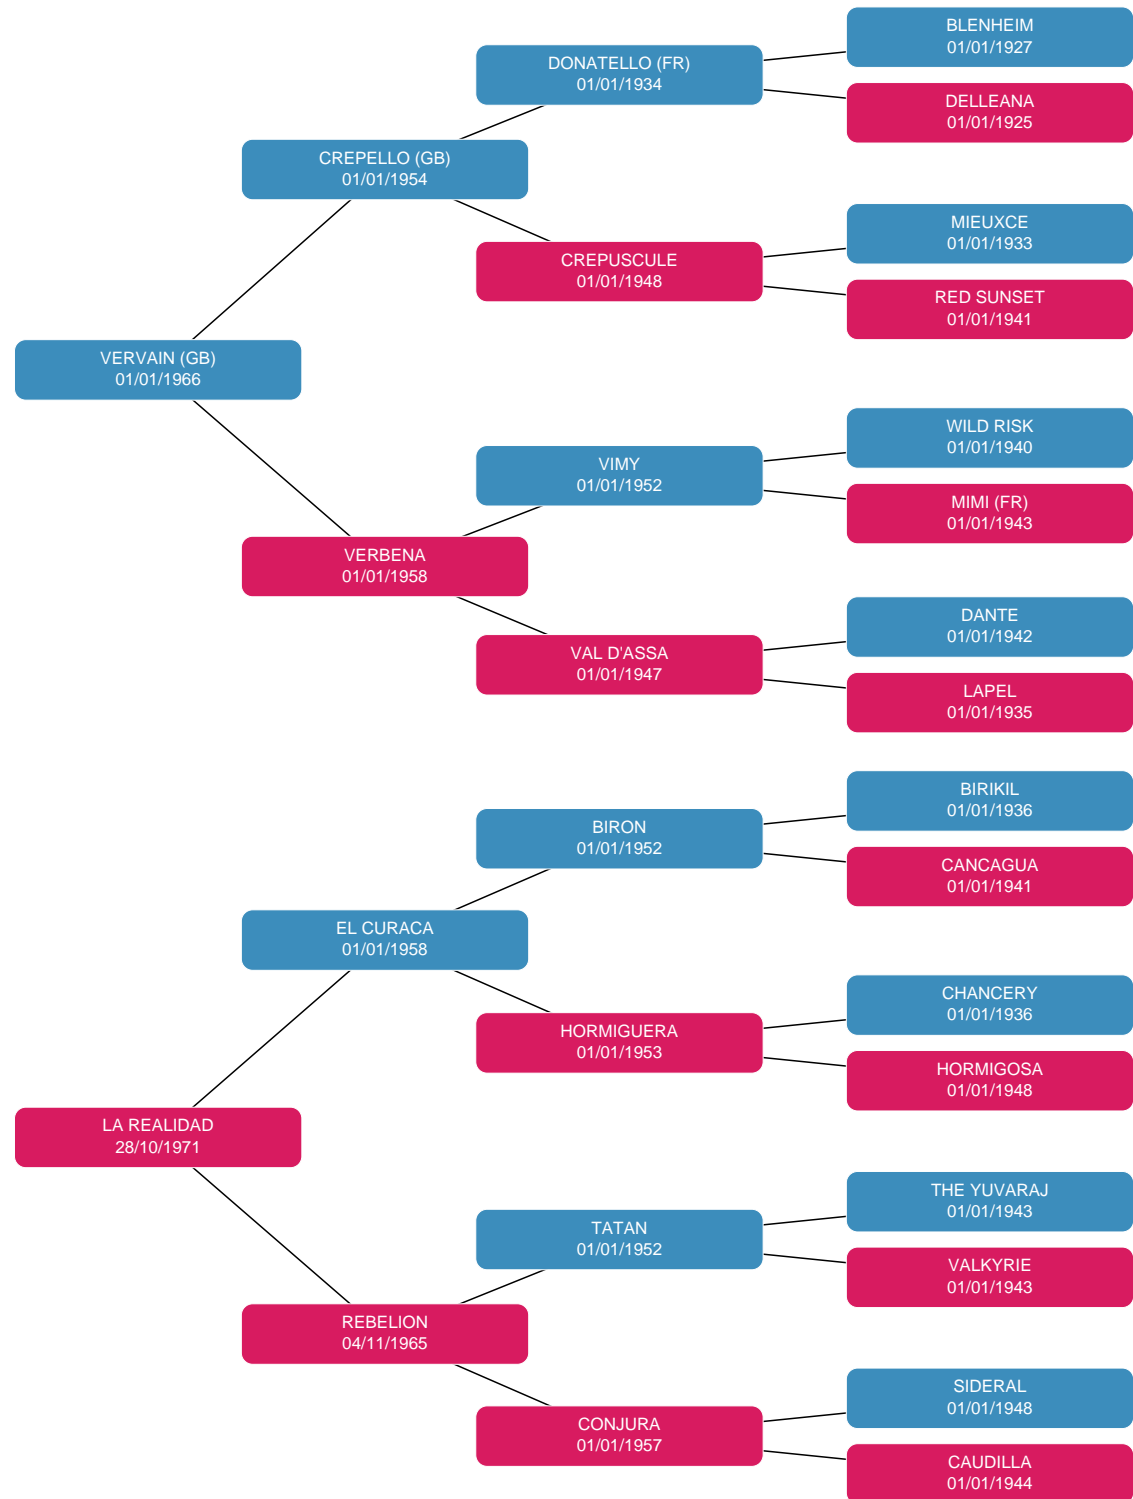 BLENHEIM
01/01/1927
DONATELLO (FR)
01/01/1934
DELLEANA
01/01/1925
CREPELLO (GB)
01/01/1954
MIEUXCE
01/01/1933
CREPUSCULE
01/01/1948
RED SUNSET
01/01/1941
VERVAIN (GB)
01/01/1966
WILD RISK
01/01/1940
VIMY
01/01/1952
MIMI (FR)
01/01/1943
VERBENA
01/01/1958
DANTE
01/01/1942
VAL D'ASSA
01/01/1947
LAPEL
01/01/1935
BIRIKIL
01/01/1936
BIRON
01/01/1952
CANCAGUA
01/01/1941
EL CURACA
01/01/1958
CHANCERY
01/01/1936
HORMIGUERA
01/01/1953
HORMIGOSA
01/01/1948
LA REALIDAD
28/10/1971
THE YUVARAJ
01/01/1943
TATAN
01/01/1952
VALKYRIE
01/01/1943
REBELION
04/11/1965
SIDERAL
01/01/1948
CONJURA
01/01/1957
CAUDILLA
01/01/1944